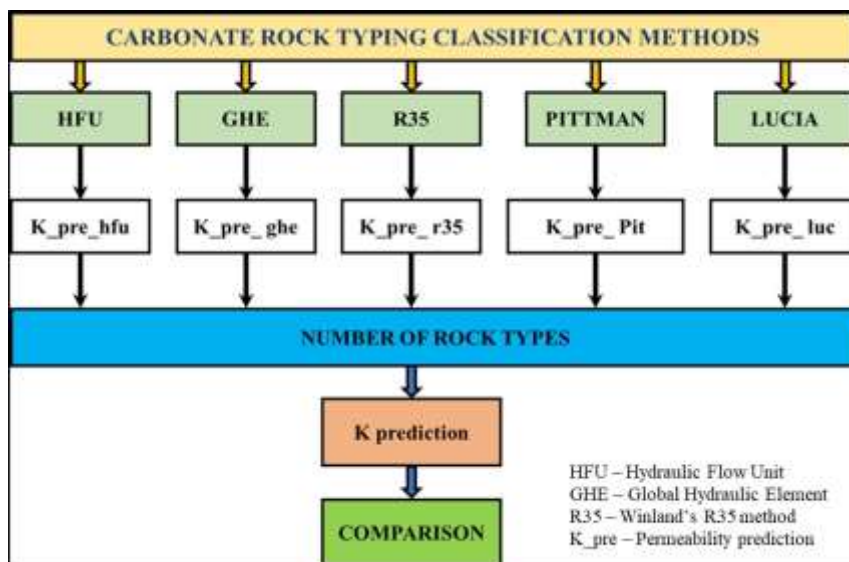 CARBONATE ROCK TYPING CLASSIFICATION METHODS
HFU GHE R35 PITTMAN LUCIA
K_pre_hfu K_pre_ ghe K_pre_ r35 K_pre_ Pit K_pre_ luc
NUMBER OF ROCK TYPES
K prediction
COMPARISON
HFU – Hydraulic Flow Unit
GHE – Global Hydraulic Element
R35 – Winland's R35 method
K_pre – Permeability prediction